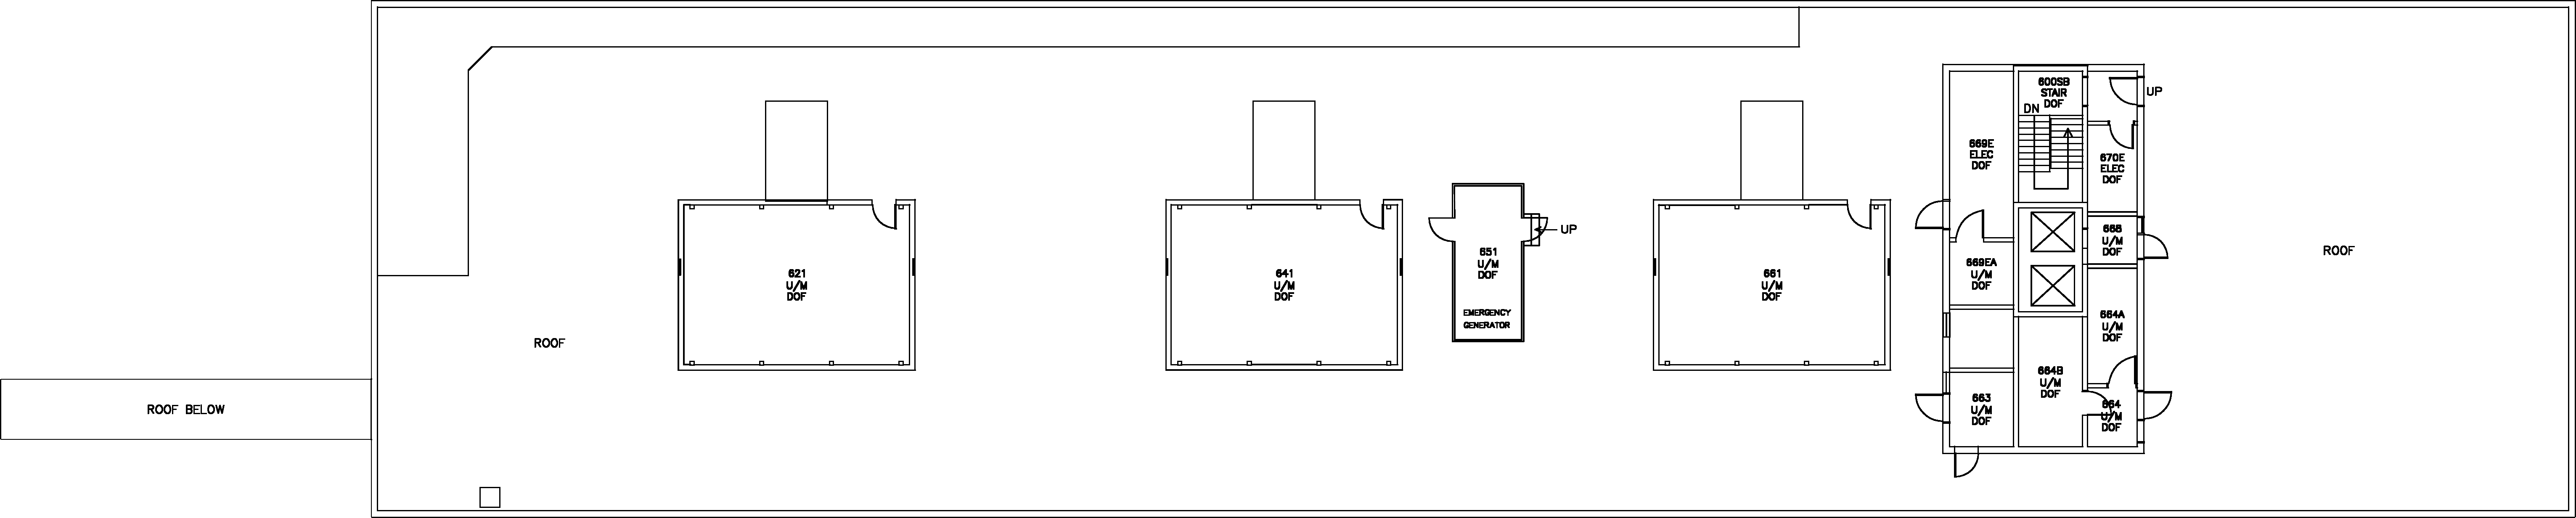 600SB
STAIR
DOF
DN
UP
669E
ELEC
DOF
670E
ELEC
DOF
668
U/M
DOF
ROOF
651
U/M
DOF
UP
EMERGENCY
GENERATOR
621
U/M
DOF
641
U/M
DOF
661
U/M
DOF
669EA
U/M
DOF
664A
U/M
DOF
ROOF
664B
U/M
DOF
663
U/M
DOF
664
U/M
DOF
ROOF BELOW